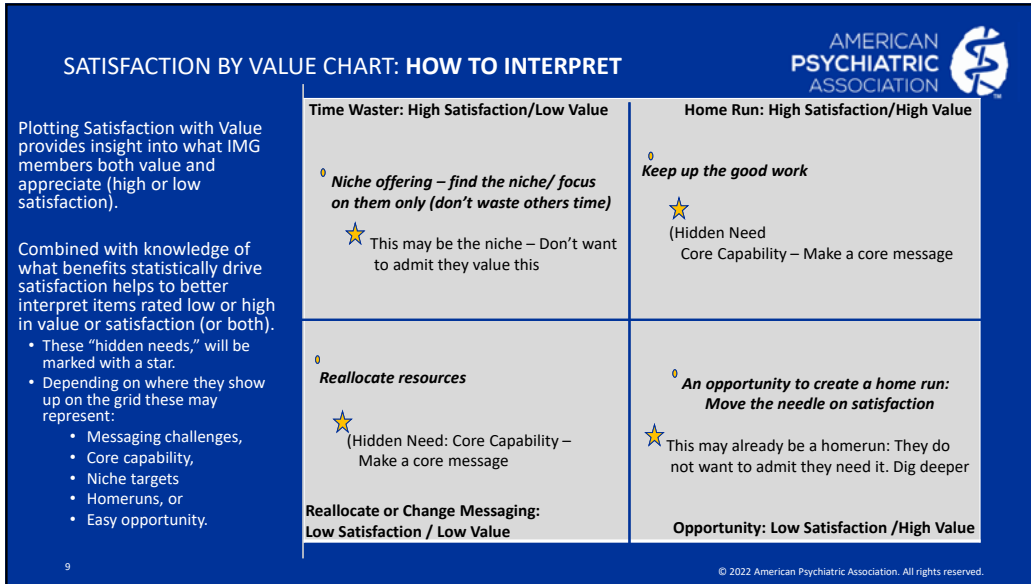 SATISFACTION BY VALUE CHART: HOW TO INTERPRET
AMERICAN
PSYCHIATRIC
ASSOCIATION
TM
Plotting Satisfaction with Value
provides insight into what IMG
members both value and
appreciate (high or low
satisfaction).
Combined with knowledge of
what benefits statistically drive
satisfaction helps to better
interpret items rated low or high
in value or satisfaction (or both).
• These “hidden needs,” will be
marked with a star.
• Depending on where they show
up on the grid these may
represent:
• Messaging challenges,
• Core capability,
• Niche targets
• Homeruns, or
• Easy opportunity.
Time Waster: High Satisfaction/Low Value
Niche offering – find the niche/ focus
on them only (don’t waste others time)
This may be the niche – Don’t want
to admit they value this
Home Run: High Satisfaction/High Value
Keep up the good work
(Hidden Need
Core Capability – Make a core message
Reallocate resources
(Hidden Need: Core Capability –
Make a core message
Reallocate or Change Messaging:
Low Satisfaction / Low Value
An opportunity to create a home run:
Move the needle on satisfaction
This may already be a homerun: They do
not want to admit they need it. Dig deeper
Opportunity: Low Satisfaction /High Value
9
© 2022 American Psychiatric Association. All rights reserved.